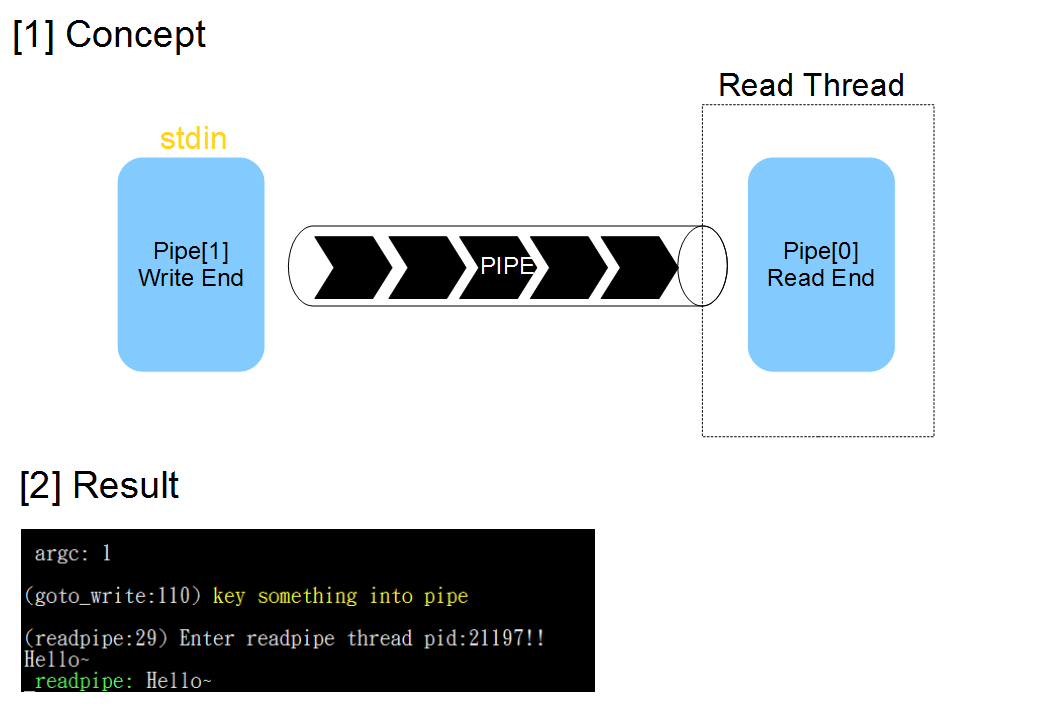 [1] Concept
Read Thread
stdin
Pipe[1]
Write End
PIPE
Pipe[0]
Read End
[2] Result
argc: 1
(goto_write:110) key something into pipe
(readpipe:29) Enter readpipe thread pid:21197!!
Hello~
_readpipe: Hello~